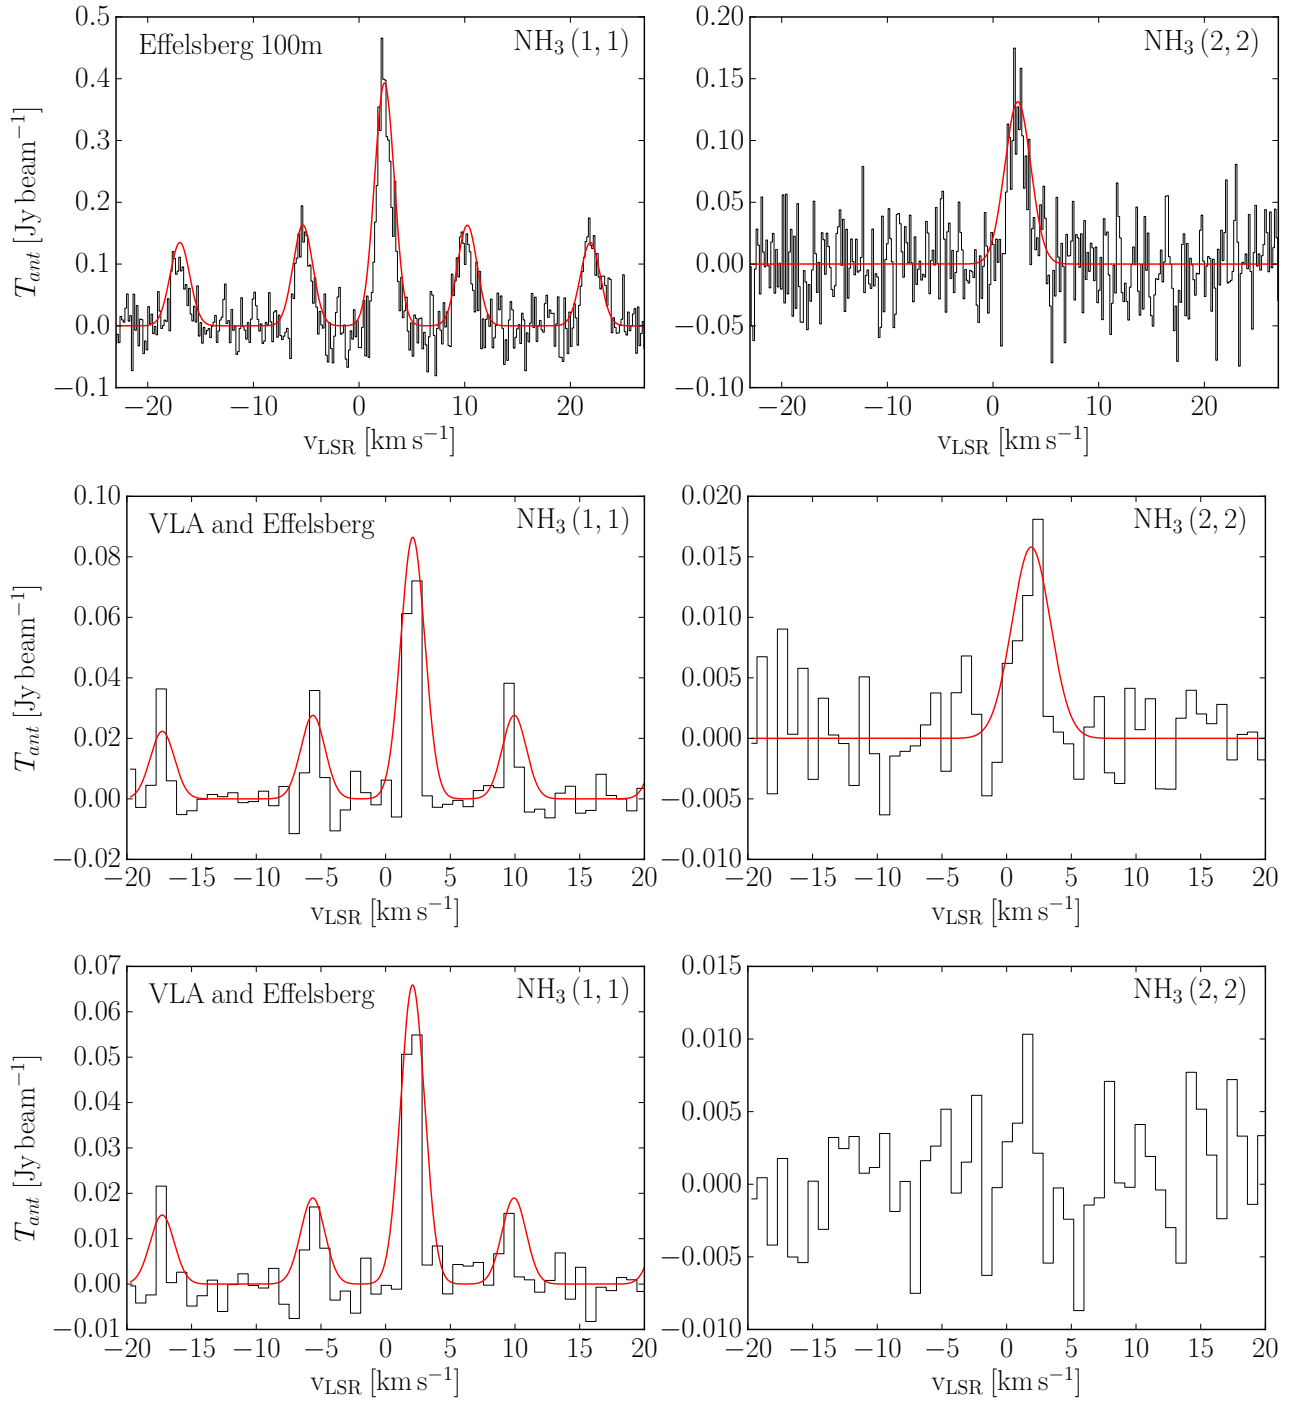 Effelsberg 100m
NH₃ (1, 1)
T_ant [Jy beam⁻¹]
0.5
0.4
0.3
0.2
0.1
0.0
−0.1
−20 −10 0 10 20
v_LSR [km s⁻¹]
NH₃ (2, 2)
0.20
0.15
0.10
0.05
0.00
−0.05
−0.10
−20 −10 0 10 20
v_LSR [km s⁻¹]
VLA and Effelsberg
NH₃ (1, 1)
T_ant [Jy beam⁻¹]
0.10
0.08
0.06
0.04
0.02
0.00
−0.02
−20 −15 −10 −5 0 5 10 15 20
v_LSR [km s⁻¹]
NH₃ (2, 2)
0.020
0.015
0.010
0.005
0.000
−0.005
−0.010
−20 −15 −10 −5 0 5 10 15 20
v_LSR [km s⁻¹]
VLA and Effelsberg
NH₃ (1, 1)
T_ant [Jy beam⁻¹]
0.07
0.06
0.05
0.04
0.03
0.02
0.01
0.00
−0.01
−20 −15 −10 −5 0 5 10 15 20
v_LSR [km s⁻¹]
NH₃ (2, 2)
0.015
0.010
0.005
0.000
−0.005
−0.010
−20 −15 −10 −5 0 5 10 15 20
v_LSR [km s⁻¹]